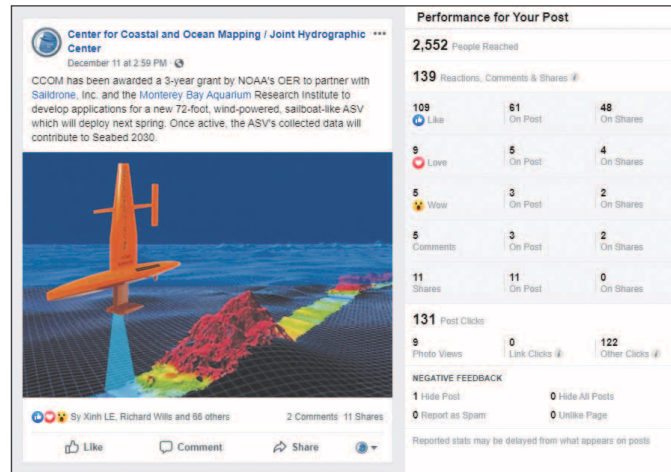 Center for Coastal and Ocean Mapping / Joint Hydrographic
Center
December 11 at 2:59 PM ·
CCOM has been awarded a 3-year grant by NOAA's OER to partner with
Saildrone, Inc. and the Monterey Bay Aquarium Research Institute to
develop applications for a new 72-foot, wind-powered, sailboat-like ASV
which will deploy next spring. Once active, the ASV's collected data will
contribute to Seabed 2030.
Sy Xinh LE, Richard Wills and 66 others
2 Comments 11 Shares
Like Comment Share
Performance for Your Post
2,552 People Reached
139 Reactions, Comments & Shares
109 61 48
Like On Post On Shares
9 5 4
Love On Post On Shares
5 3 2
Wow On Post On Shares
5 3 2
Comments On Post On Shares
11 11 0
Shares On Post On Shares
131 Post Clicks
9 0 122
Photo Views Link Clicks Other Clicks
NEGATIVE FEEDBACK
1 Hide Post 0 Hide All Posts
0 Report as Spam 0 Unlike Page
Reported stats may be delayed from what appears on posts